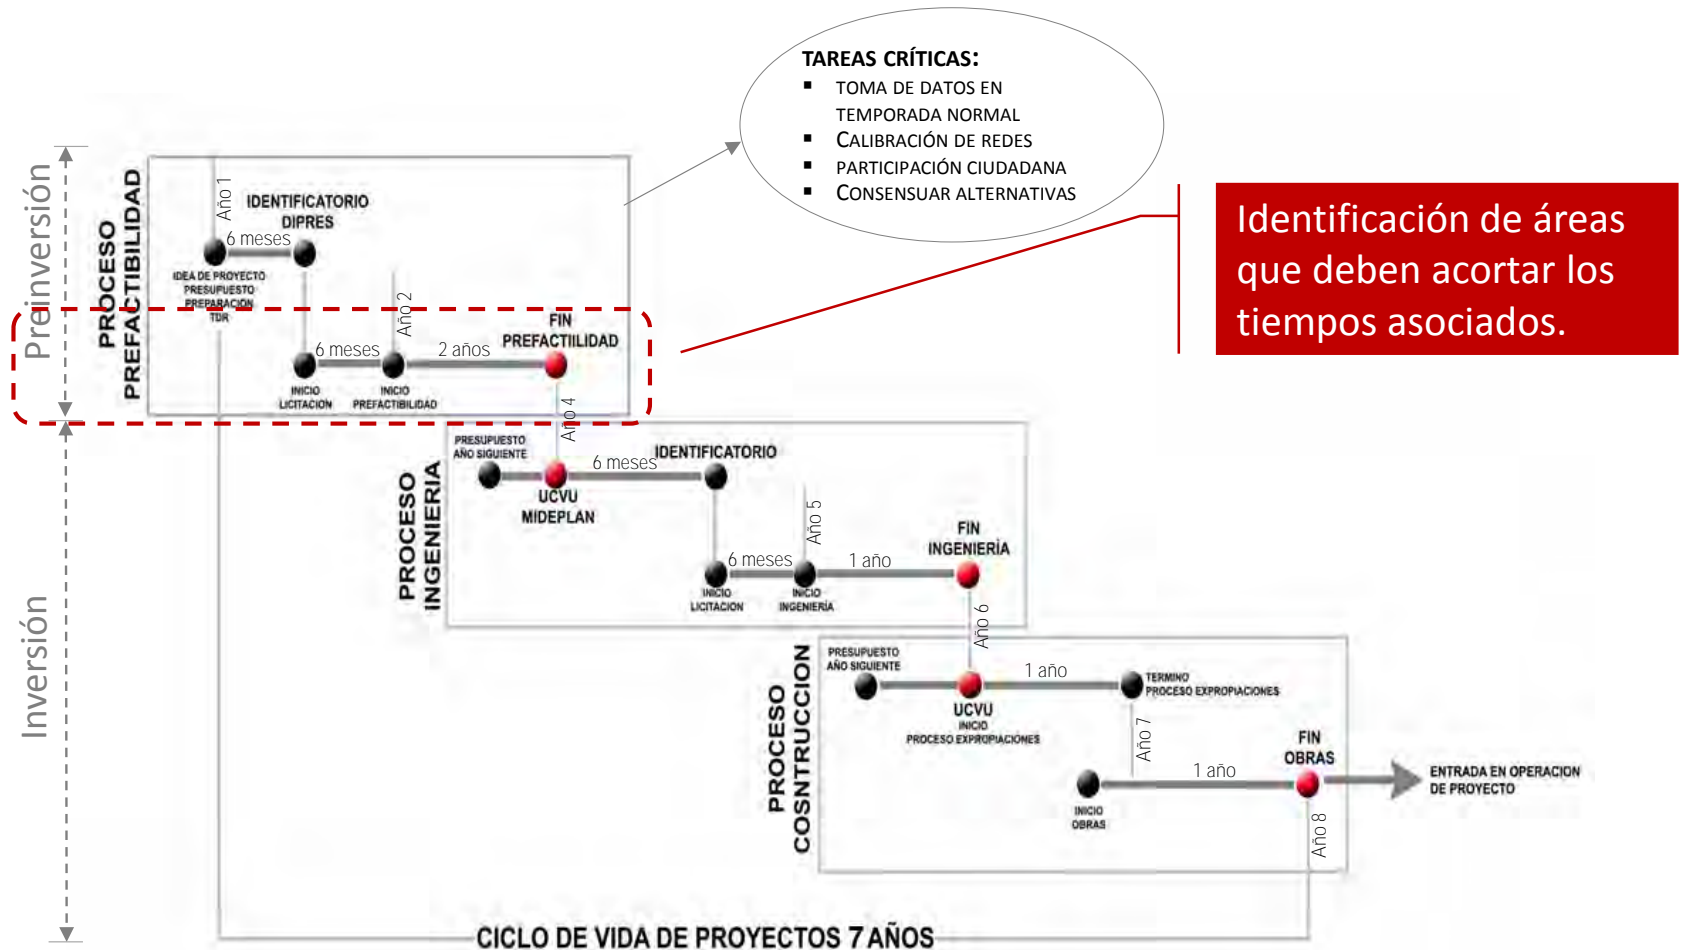 TAREAS CRÍTICAS:
▪ TOMA DE DATOS EN
TEMPORADA NORMAL
▪ CALIBRACIÓN DE REDES
▪ PARTICIPACIÓN CIUDADANA
▪ CONSENSUAR ALTERNATIVAS
Identificación de áreas
que deben acortar los
tiempos asociados.
Preinversión
PROCESO
PREFACTIBILIDAD
Año 1
IDENTIFICATORIO
DIPRES
6 meses
IDEA DE PROYECTO
PRESUPUESTO
PREPARACIÓN
TDR
Año 2
FIN
PREFACTIILIDAD
6 meses
2 años
INICIO
LICITACION
INICIO
PREFACTIBILIDAD
Año 4
Inversión
PROCESO
INGENIERIA
PRESUPUESTO
AÑO SIGUIENTE
6 meses
IDENTIFICATORIO
UCVU
MIDEPLAN
Año 5
FIN
INGENIERÍA
6 meses
1 año
INICIO
LICITACION
INICIO
INGENIERÍA
Año 6
PROCESO
COSNTRUCCION
PRESUPUESTO
AÑO SIGUIENTE
1 año
TERMINO
PROCESO EXPROPIACIONES
UCVU
INICIO
PROCESO EXPROPIACIONES
Año 7
FIN
OBRAS
1 año
INICIO
OBRAS
ENTRADA EN OPERACION
DE PROYECTO
Año 8
CICLO DE VIDA DE PROYECTOS 7 AÑOS